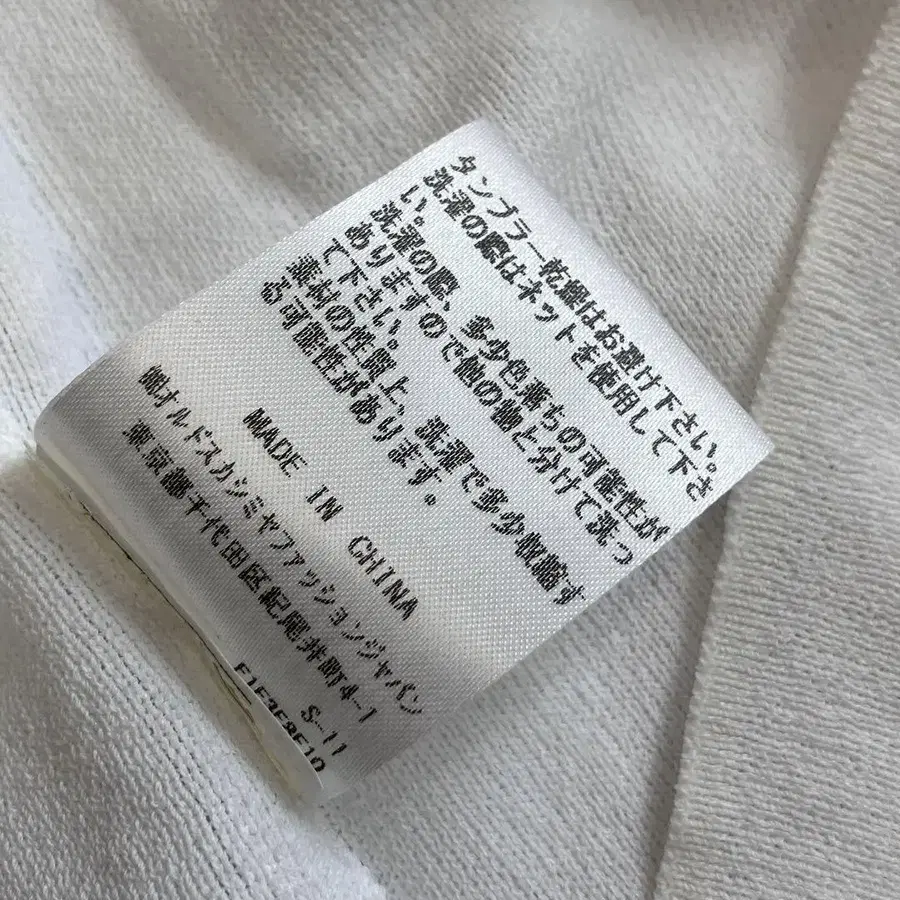 タンブラー乾燥はお避け下さい。
洗濯の際はネットを使用して下さ
い。
洗濯の際、多少色落ちの可能性が
ありますので他の物と分けて洗っ
て下さい。
素材の性質上、洗濯で多少収縮す
る可能性があります。
MADE IN CHINA
㈱オルドスカシミヤファッションジャパン
東京都千代田区紀尾井町4-1
S-11